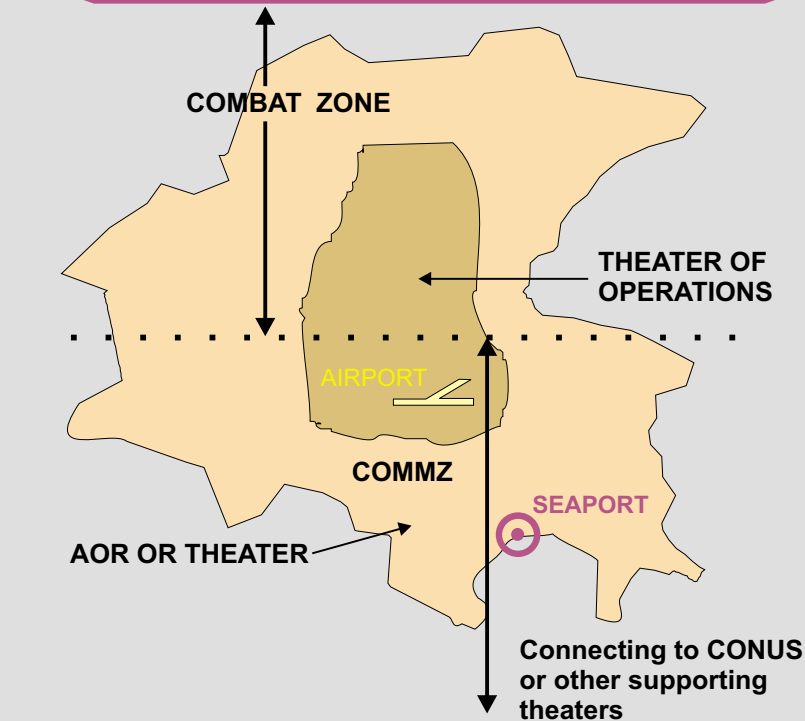 COMBAT ZONE
THEATER OF
OPERATIONS
AIRPORT
COMMZ
SEAPORT
AOR OR THEATER
Connecting to CONUS
or other supporting
theaters